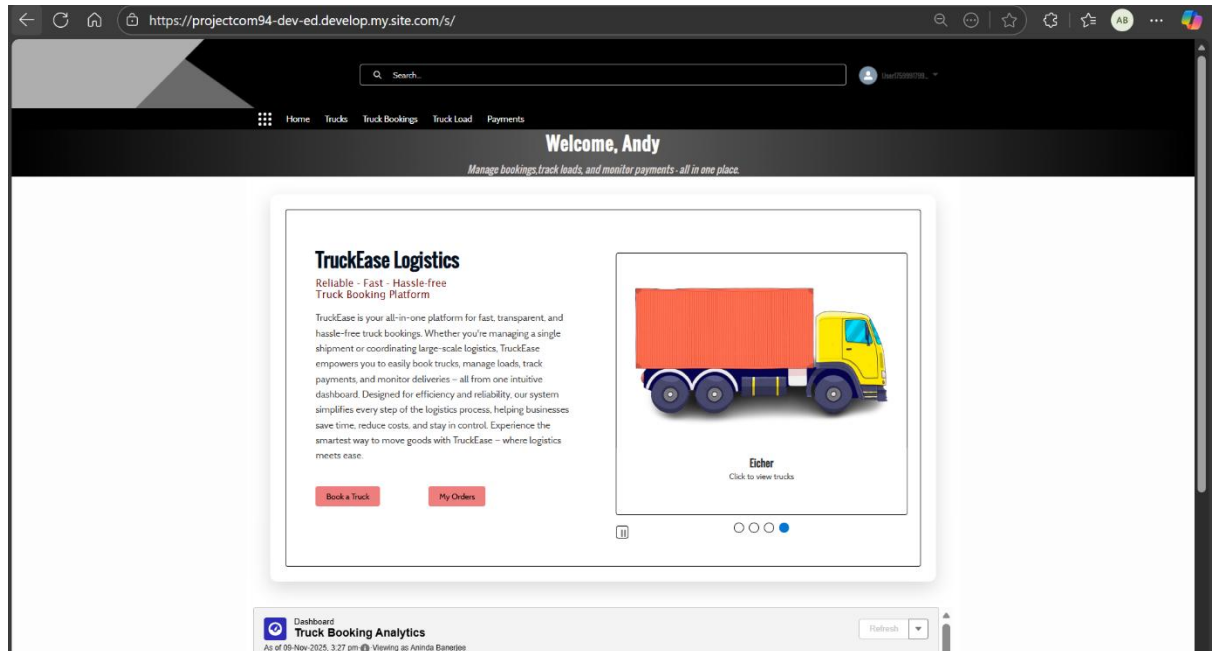 https://projectcom94-dev-ed.develop.my.site.com/s/
AB
Search...
Home Trucks Truck Bookings Truck Load Payments
Welcome, Andy
Manage bookings,track loads, and monitor payments - all in one place.
TruckEase Logistics
Reliable - Fast - Hassle-free
Truck Booking Platform
TruckEase is your all-in-one platform for fast, transparent, and
hassle-free truck bookings. Whether you're managing a single
shipment or coordinating large-scale logistics, TruckEase
empowers you to easily book trucks, manage loads, track
payments, and monitor deliveries – all from one intuitive
dashboard. Designed for efficiency and reliability, our system
simplifies every step of the logistics process, helping businesses
save time, reduce costs, and stay in control. Experience the
smartest way to move goods with TruckEase – where logistics
meets ease.
Book a Truck My Orders
Eicher
Click to view trucks
Dashboard
Truck Booking Analytics
As of 09-Nov-2025, 3:27 pm Viewing as Aninda Banerjee
Refresh